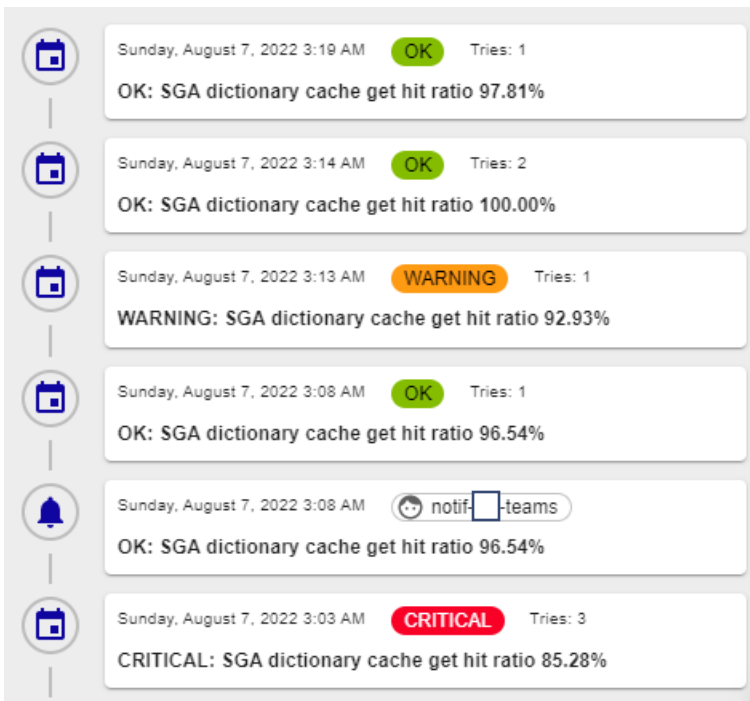 Sunday, August 7, 2022 3:19 AM OK Tries: 1
OK: SGA dictionary cache get hit ratio 97.81%
Sunday, August 7, 2022 3:14 AM OK Tries: 2
OK: SGA dictionary cache get hit ratio 100.00%
Sunday, August 7, 2022 3:13 AM WARNING Tries: 1
WARNING: SGA dictionary cache get hit ratio 92.93%
Sunday, August 7, 2022 3:08 AM OK Tries: 1
OK: SGA dictionary cache get hit ratio 96.54%
Sunday, August 7, 2022 3:08 AM notif- -teams
OK: SGA dictionary cache get hit ratio 96.54%
Sunday, August 7, 2022 3:03 AM CRITICAL Tries: 3
CRITICAL: SGA dictionary cache get hit ratio 85.28%